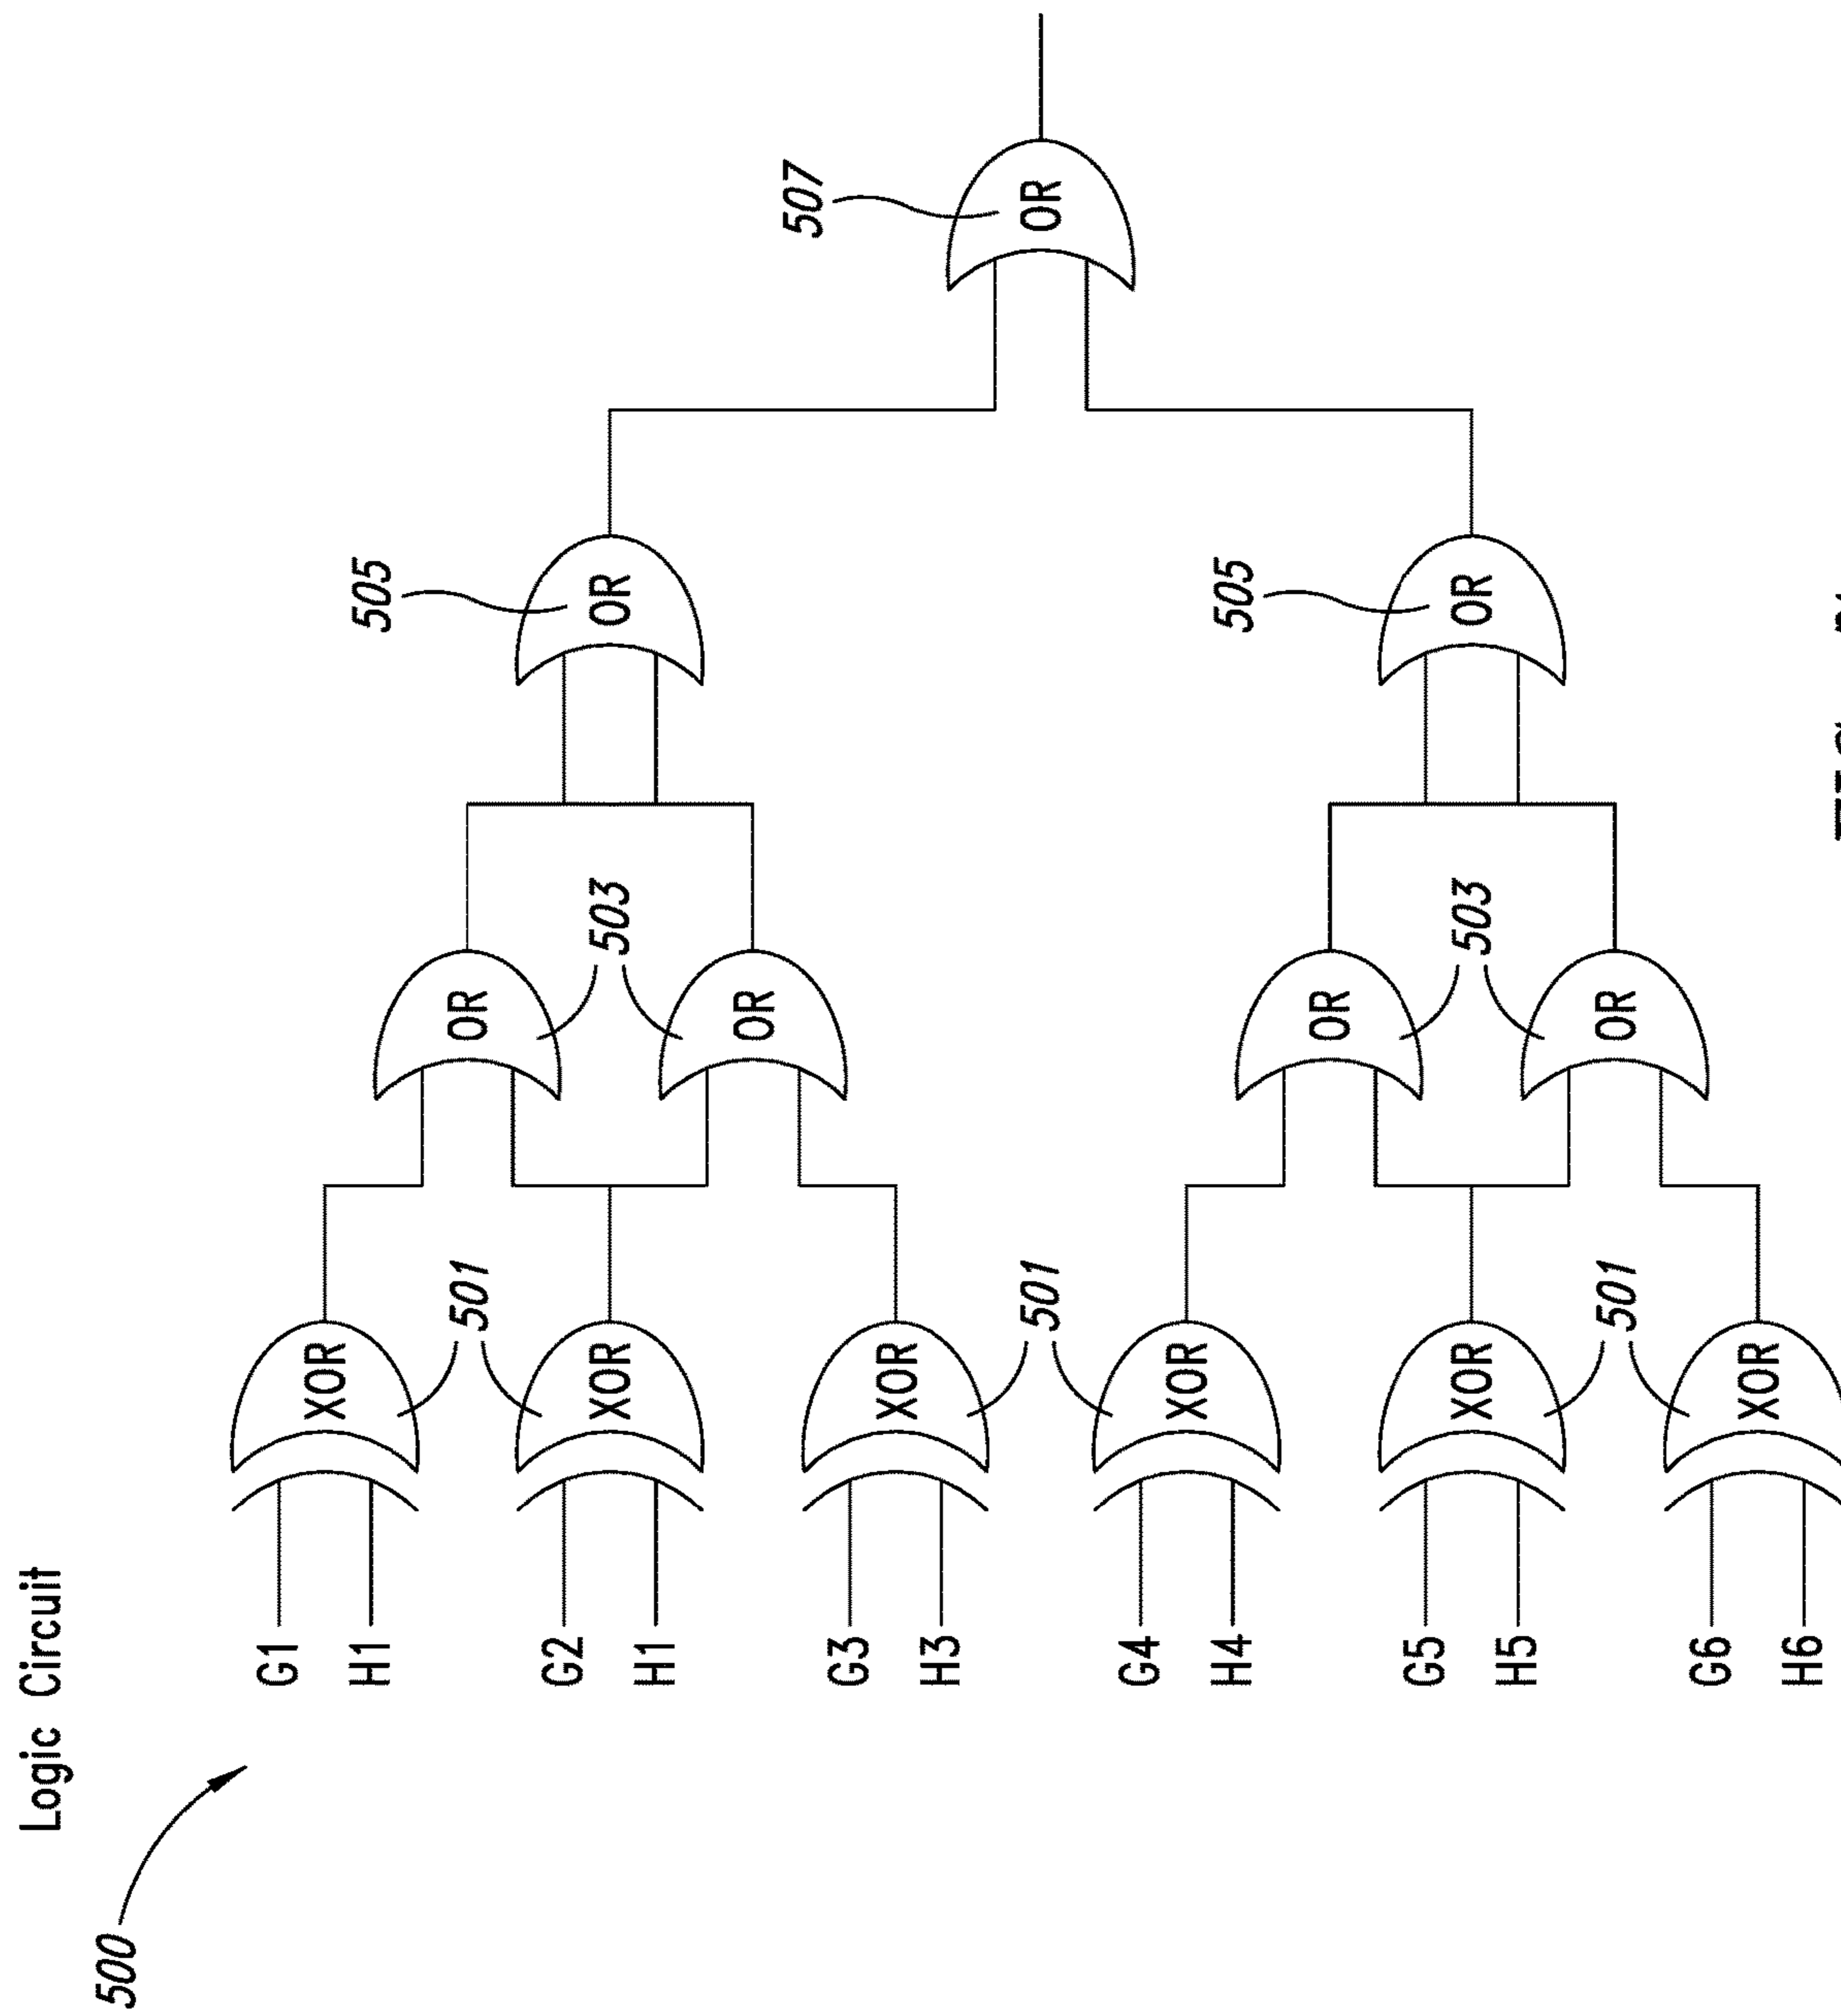 Logic Circuit
500
G1
H1
G2
H1
G3
H3
G4
H4
G5
H5
G6
H6
XOR
XOR
XOR
XOR
XOR
XOR
501
501
501
OR
OR
OR
OR
503
503
OR
OR
505
505
OR
507